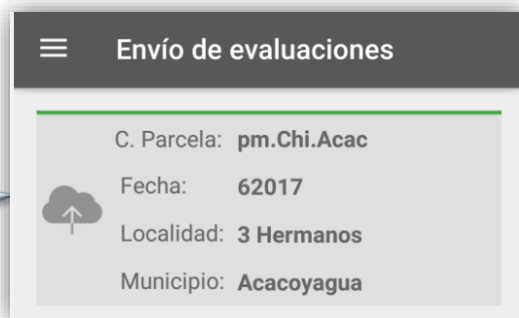 Envío de evaluaciones
C. Parcela: pm.Chi.Acac
Fecha: 62017
Localidad: 3 Hermanos
Municipio: Acacoyagua